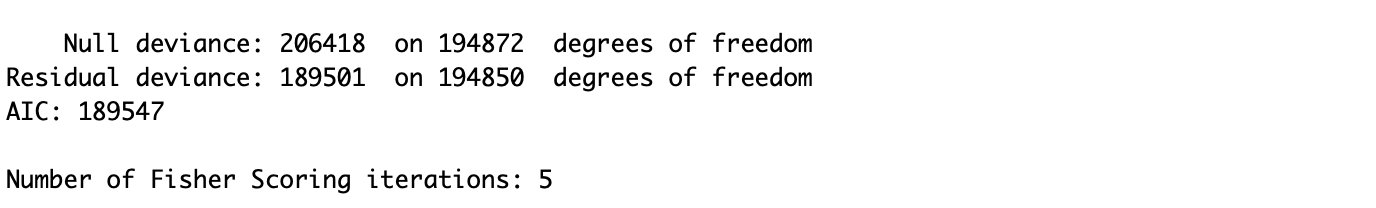 Null deviance: 206418  on 194872  degrees of freedom
Residual deviance: 189501  on 194850  degrees of freedom
AIC: 189547
Number of Fisher Scoring iterations: 5